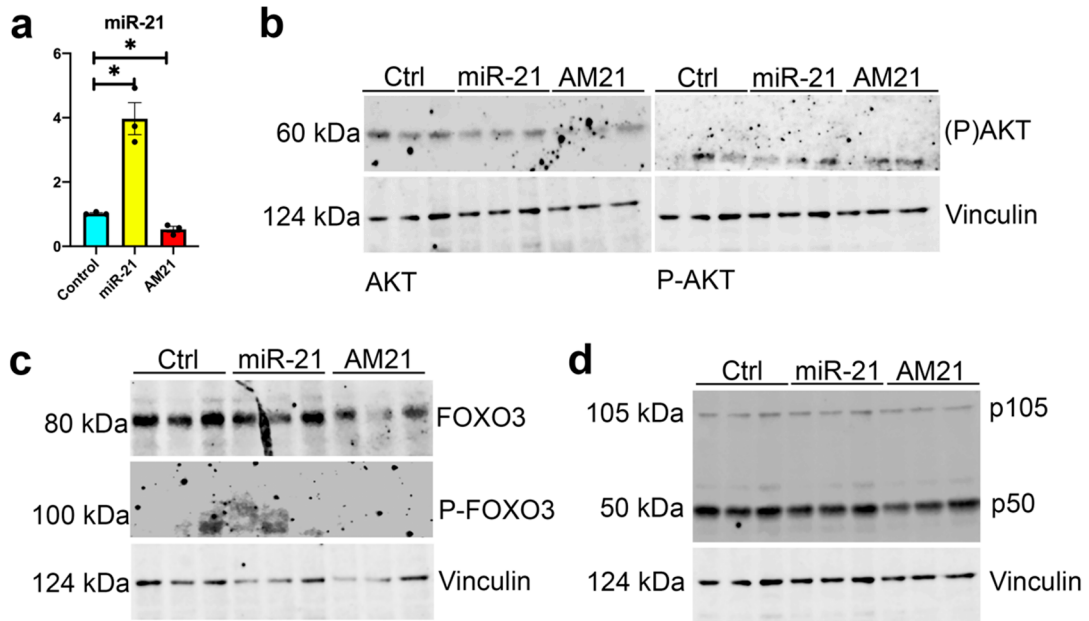 a
miR-21
6
4
2
0
*
*
Control
miR-21
AM21
b
Ctrl miR-21 AM21 Ctrl miR-21 AM21
60 kDa (P)AKT
124 kDa Vinculin
AKT P-AKT
c
Ctrl miR-21 AM21
80 kDa FOXO3
100 kDa P-FOXO3
124 kDa Vinculin
d
Ctrl miR-21 AM21
105 kDa p105
50 kDa p50
124 kDa Vinculin